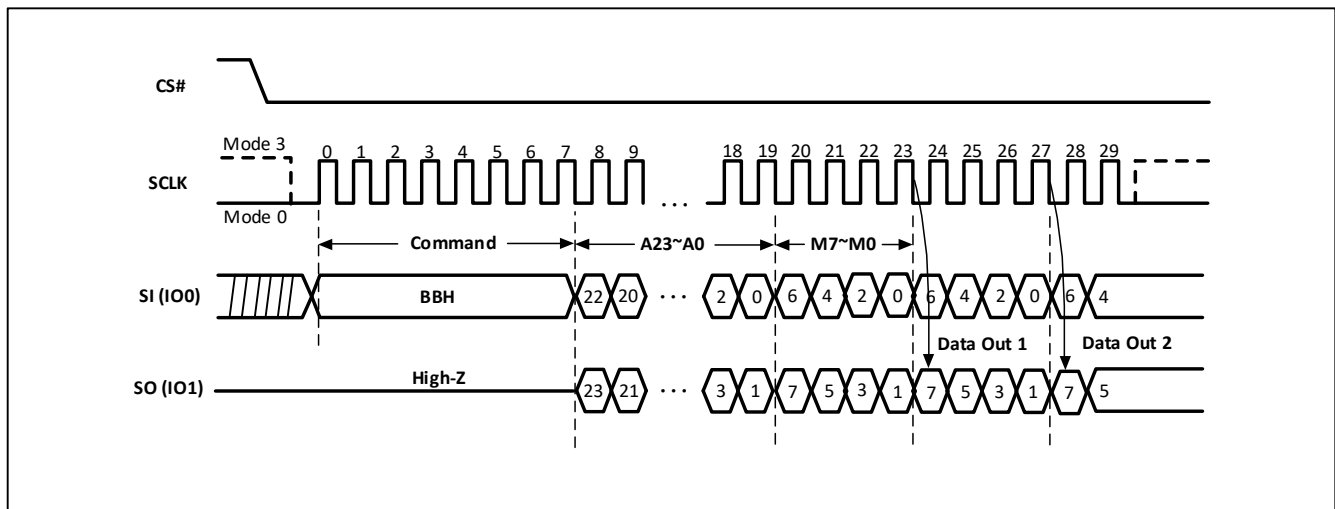 CS#
Mode 3
0 1 2 3 4 5 6 7 8 9 18 19 20 21 22 23 24 25 26 27 28 29
SCLK
...
Mode 0
Command A23~A0 M7~M0
SI (IO0) BBH 22 20 ... 2 0 6 4 2 0 6 4 2 0 6 4
Data Out 1 Data Out 2
High-Z
SO (IO1) 23 21 ... 3 1 7 5 3 1 7 5 3 1 7 5